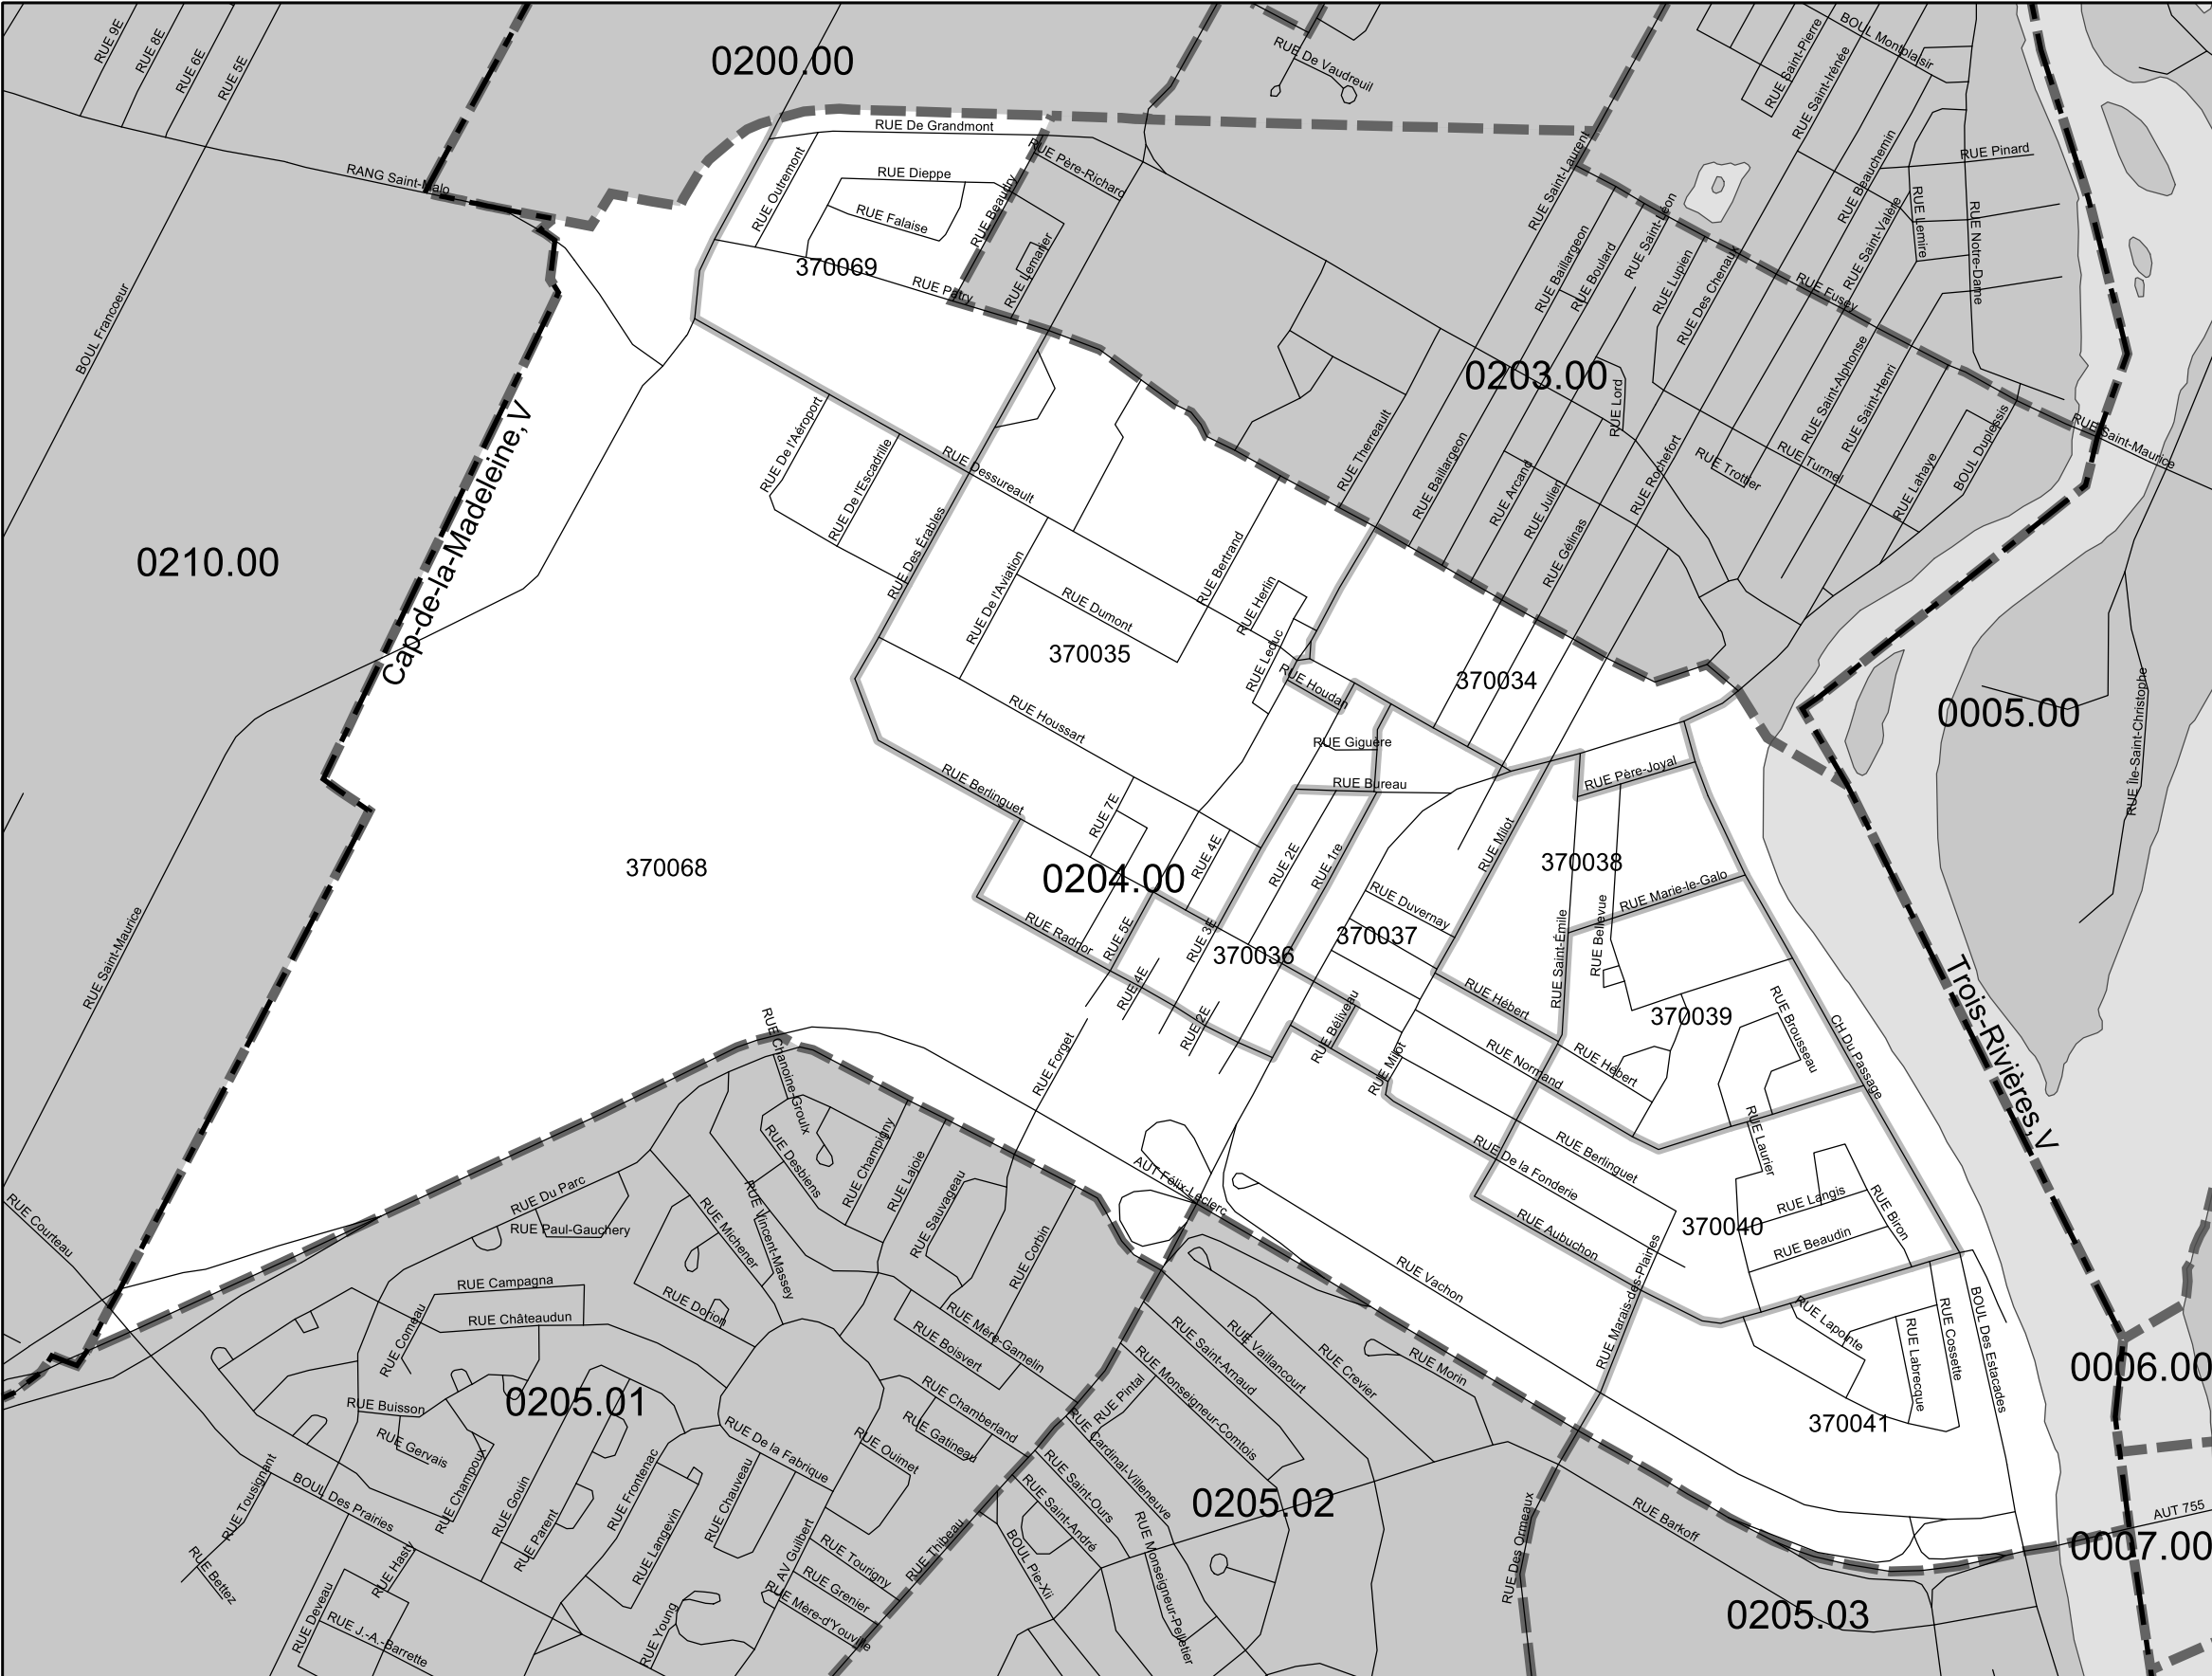 RUE 9E
RUE 8E
RUE 6E
RUE 5E
0200.00
RUE De Vaudreuil
RUE Saint-Pierre
BOUL Montplaisir
RUE Saint-Irénée
RUE De Grandmont
RUE Père-Richard
RANG Saint-Malo
RUE Outremont
RUE Dieppe
RUE Falaise
RUE Beaudry
RUE Lemaner
370069
RUE Patry
RUE Saint-Laurent
RUE Baillargeon
RUE Boulard
RUE Saint-Léon
RUE Lupien
RUE Des Chenaux
RUE Beauchemin
RUE Pinard
RUE Saint-Valère
RUE Lemire
RUE Notre-Dame
RUE Fusey
BOUL Francoeur
0203.00
RUE Lord
RUE Saint-Alphonse
RUE Saint-Henri
BOUL Duplessis
RUE Saint-Maurice
RUE Therreault
RUE Baillargeon
RUE Arcand
RUE Julien
RUE Gélinas
RUE Rochefort
RUE Trottier
RUE Turmel
RUE Lahaye
RUE De l'Aéroport
RUE De l'Escadrille
RUE Dessureault
RUE Des Érables
Cap-de-la-Madeleine,V
0210.00
RUE De l'Aviation
RUE Dumont
RUE Bertrand
RUE Herlin
RUE Leduc
RUE Houdan
370035
370034
0005.00
RUE Île-Saint-Christophe
RUE Houssart
RUE Giguère
RUE Bureau
RUE Père-Joyal
RUE Berlinguet
RUE 7E
RUE 4E
RUE 2E
RUE 1re
RUE Milot
370038
370068
0204.00
RUE Duvernay
RUE Marie-le-Galo
RUE Bellevue
RUE Saint-Émile
RUE Radnor
RUE 5E
RUE 3E
370036
370037
RUE Saint-Maurice
RUE 4E
RUE 2E
RUE Hébert
370039
RUE Brousseau
CH Du Passage
Trois-Rivières,V
RUE Béliveau
RUE Milot
RUE Normand
RUE Hébert
RUE Chanoine-Groulx
RUE Forget
RUE Desbiens
RUE Champigny
RUE Lajoie
RUE Laurier
RUE Berlinguet
RUE De la Fonderie
AUT Félix-Leclerc
RUE Sauvageau
RUE Du Parc
RUE Paul-Gauchery
RUE Courteau
RUE Michener
RUE Vincent-Massey
RUE Corbin
RUE Aubuchon
RUE Langis
RUE Biron
RUE Beaudin
370040
RUE Vachon
RUE Marais-des-Plaines
RUE Campagna
RUE Châteaudun
RUE Comeau
RUE Dorion
RUE Boisvert
RUE Mère-Gamelin
RUE Saint-Arnaud
RUE Vaillancourt
RUE Crevier
RUE Morin
RUE Lapointe
RUE Labrecque
RUE Cossette
BOUL Des Estacades
0006.00
0205.01
RUE Buisson
RUE Gervais
RUE Champoux
RUE Chamberland
RUE Gatineau
RUE Pintal
RUE Monseigneur-Comtois
RUE Cardinal-Villeneuve
370041
RUE De la Fabrique
RUE Ouimet
RUE Tousignant
BOUL Des Prairies
RUE Gouin
RUE Parent
RUE Frontenac
RUE Langevin
RUE Chauveau
AV Guilbert
RUE Saint-Ours
RUE Saint-André
0205.02
RUE Des Ormeaux
RUE Barkoff
AUT 755
0007.00
RUE Bettez
RUE Hasty
RUE Deveau
RUE J.-A.-Barrette
RUE Young
RUE Tourigny
RUE Grenier
RUE Mère-d'Youville
RUE Thibeau
BOUL Pie-Xii
RUE Monseigneur-Pelletier
0205.03